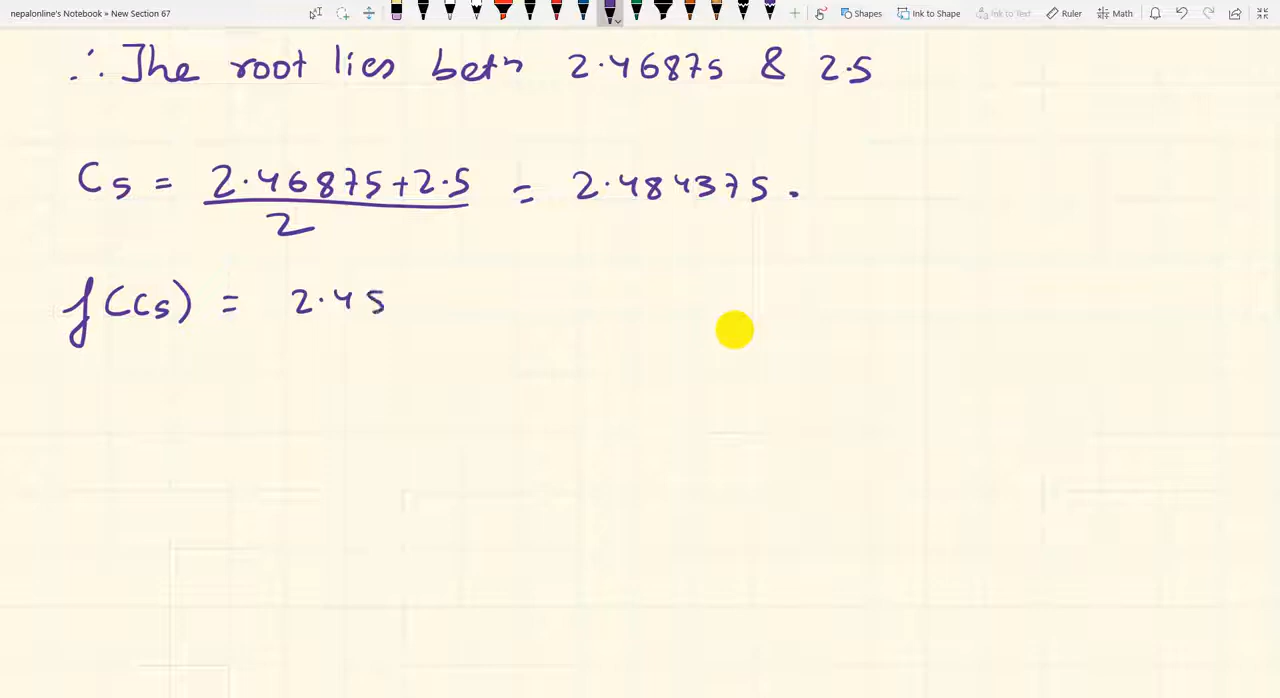 nepalonline's Notebook » New Section 67
Shapes Ink to Shape Ink to Text Ruler Math
∴ The root lies betn 2.46875 & 2.5
C5 = 2.46875+2.5 / 2 = 2.484375.
f(C5) = 2.45